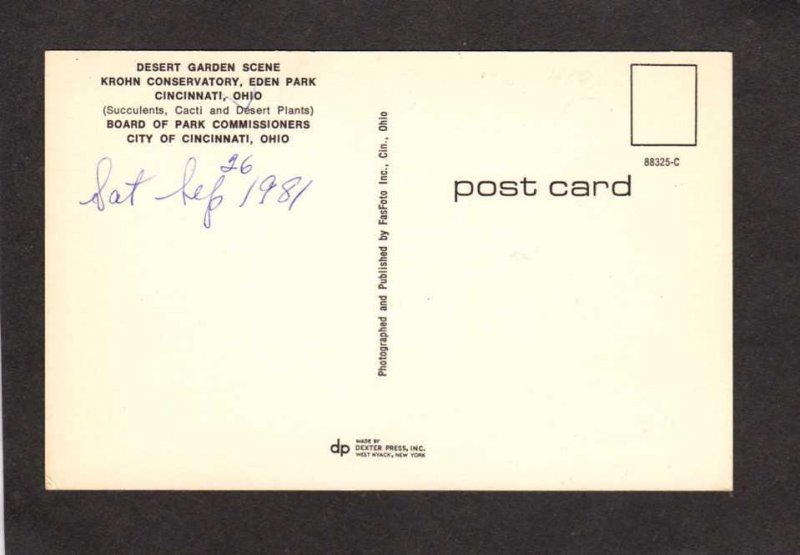 DESERT GARDEN SCENE
KROHN CONSERVATORY, EDEN PARK
CINCINNATI, OHIO
(Succulents, Cacti and Desert Plants)
BOARD OF PARK COMMISSIONERS
CITY OF CINCINNATI, OHIO
Sat Sep 26 1981
Photographed and Published by FasFoto Inc., Cin., Ohio
88325-C
post card
dp
MADE BY
DEXTER PRESS, INC.
WEST NYACK, NEW YORK